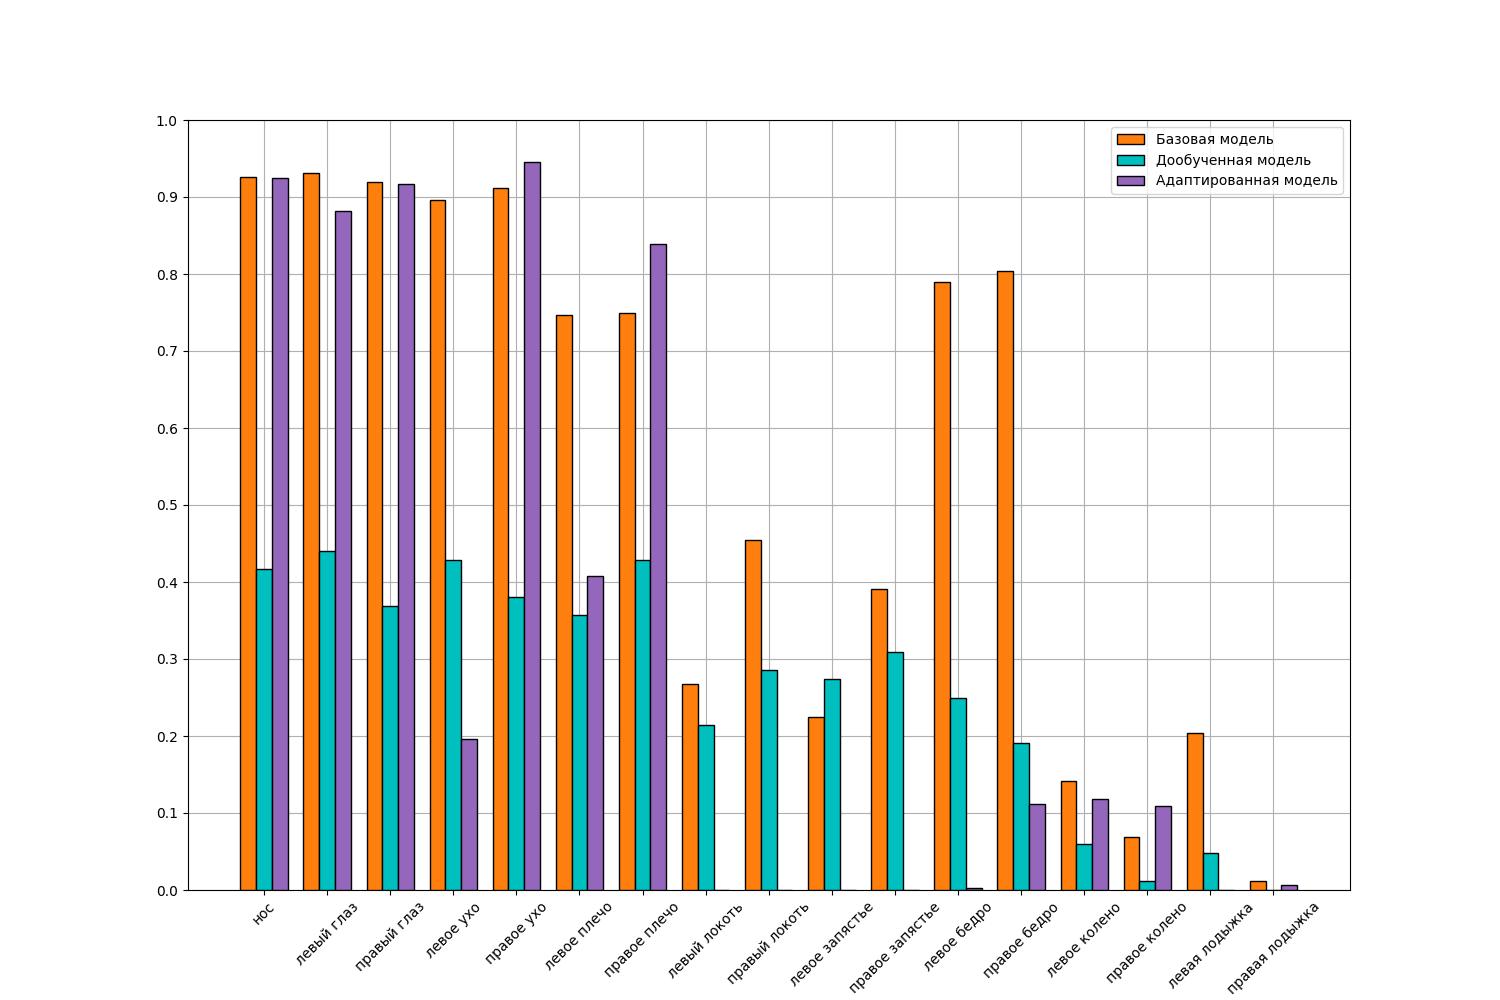 1.0
0.9
0.8
0.7
0.6
0.5
0.4
0.3
0.2
0.1
0.0
Базовая модель
Дообученная модель
Адаптированная модель
нос
левый глаз
правый глаз
левое ухо
правое ухо
левое плечо
правое плечо
левый локоть
правый локоть
левое запястье
правое запястье
левое бедро
правое бедро
левое колено
правое колено
левая лодыжка
правая лодыжка